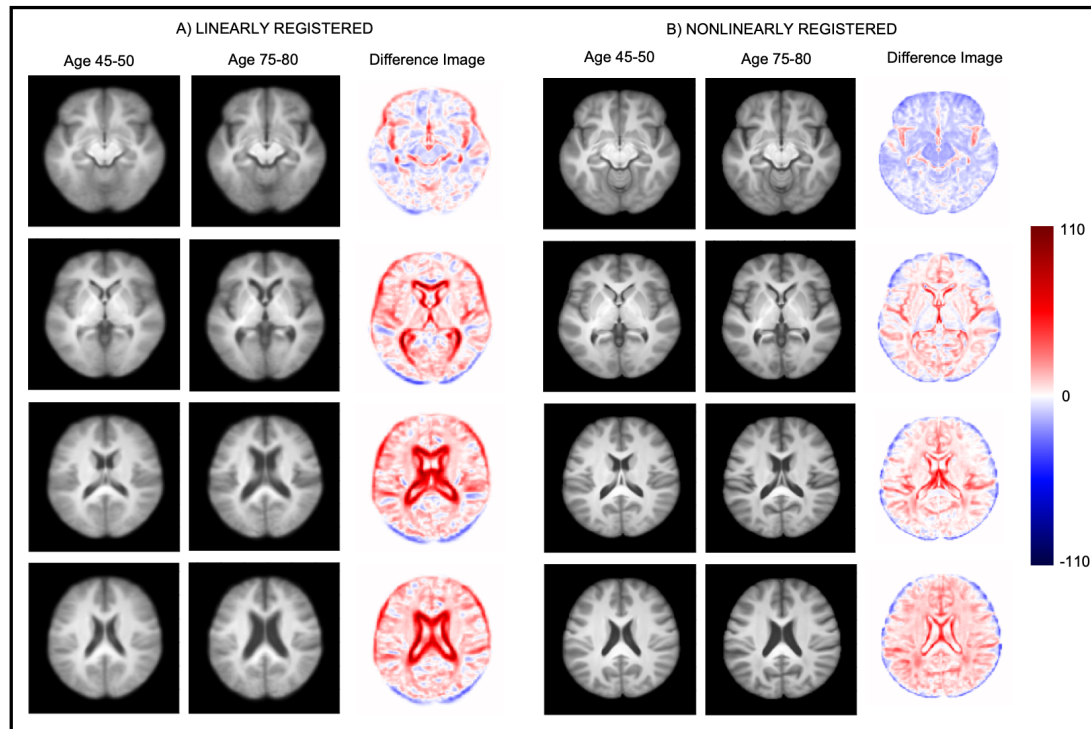 A) LINEARLY REGISTERED
Age 45-50 Age 75-80 Difference Image
B) NONLINEARLY REGISTERED
Age 45-50 Age 75-80 Difference Image
110
0
-110